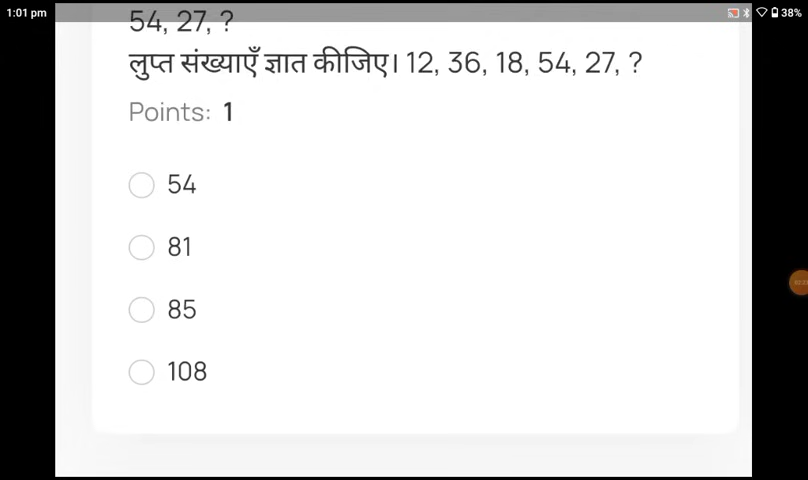 1:01 pm
38%
54, 27, ?
लुप्त संख्याएँ ज्ञात कीजिए। 12, 36, 18, 54, 27, ?
Points: 1
54
81
85
108